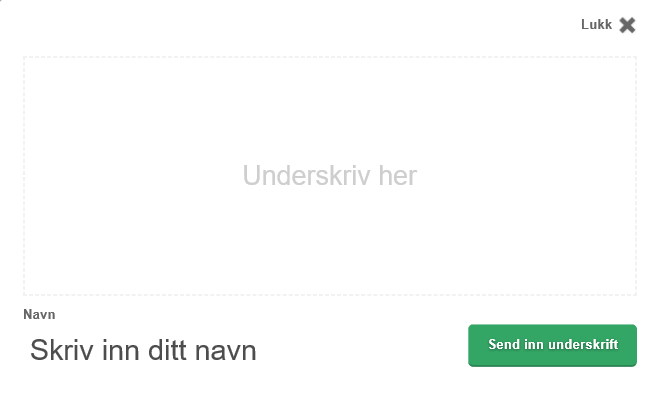 Lukk
Underskriv her
Navn
Skriv inn ditt navn
Send inn underskrift